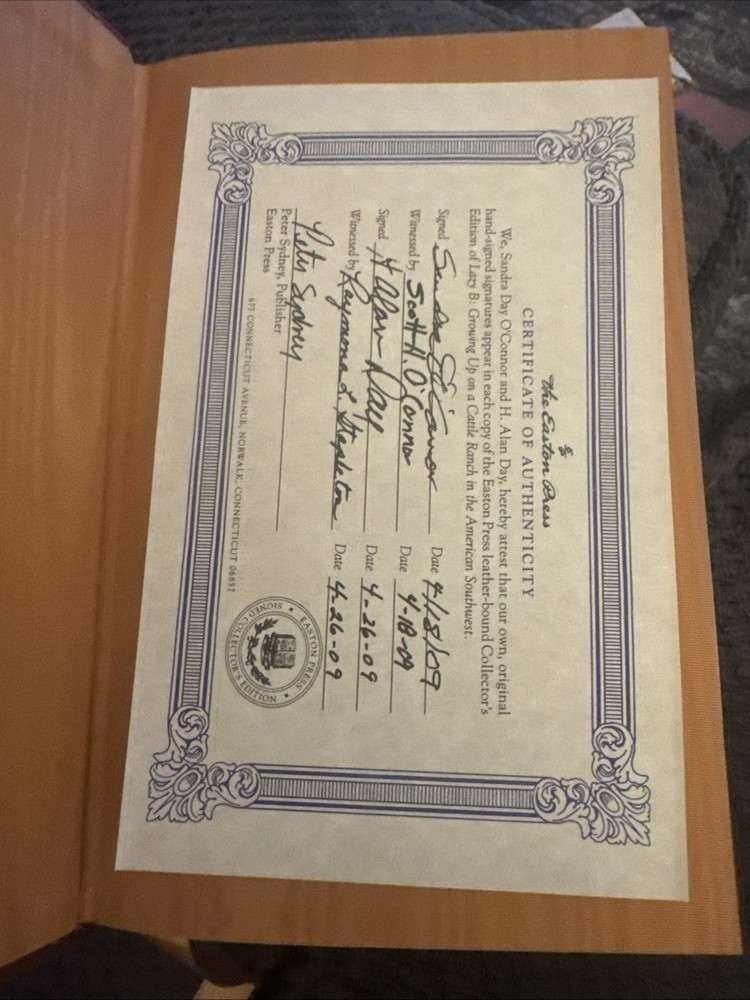 The Easton Press
CERTIFICATE OF AUTHENTICITY
We, Sandra Day O'Connor and H. Alan Day, hereby attest that our own, original
hand-signed signatures appear in each copy of the Easton Press leather-bound Collector's
Edition of Lazy B: Growing Up on a Cattle Ranch in the American Southwest.
Signed Sandra D O'Connor Date 4/18/09
Witnessed by Scott H. O'Connor Date 4-18-09
Signed H Alan Day Date 4-26-09
Witnessed by Raymond L. Stapleton Date 4-26-09
Peter Sydney
Peter Sydney, Publisher
Easton Press
677 CONNECTICUT AVENUE, NORWALK, CONNECTICUT 06857
EASTON PRESS
SIGNED COLLECTOR'S EDITION